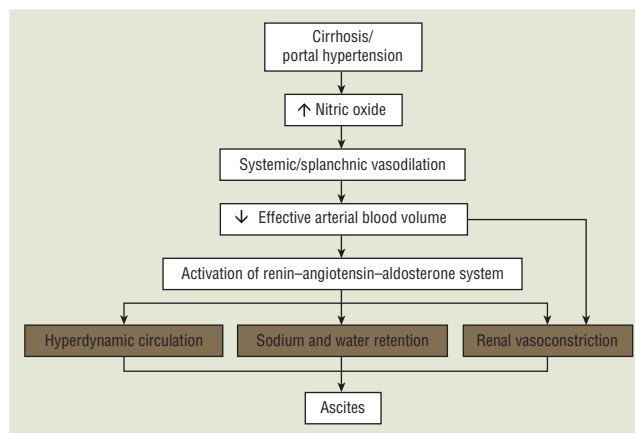 Cirrhosis/
portal hypertension
↑ Nitric oxide
Systemic/splanchnic vasodilation
↓ Effective arterial blood volume
Activation of renin–angiotensin–aldosterone system
Hyperdynamic circulation
Sodium and water retention
Renal vasoconstriction
Ascites